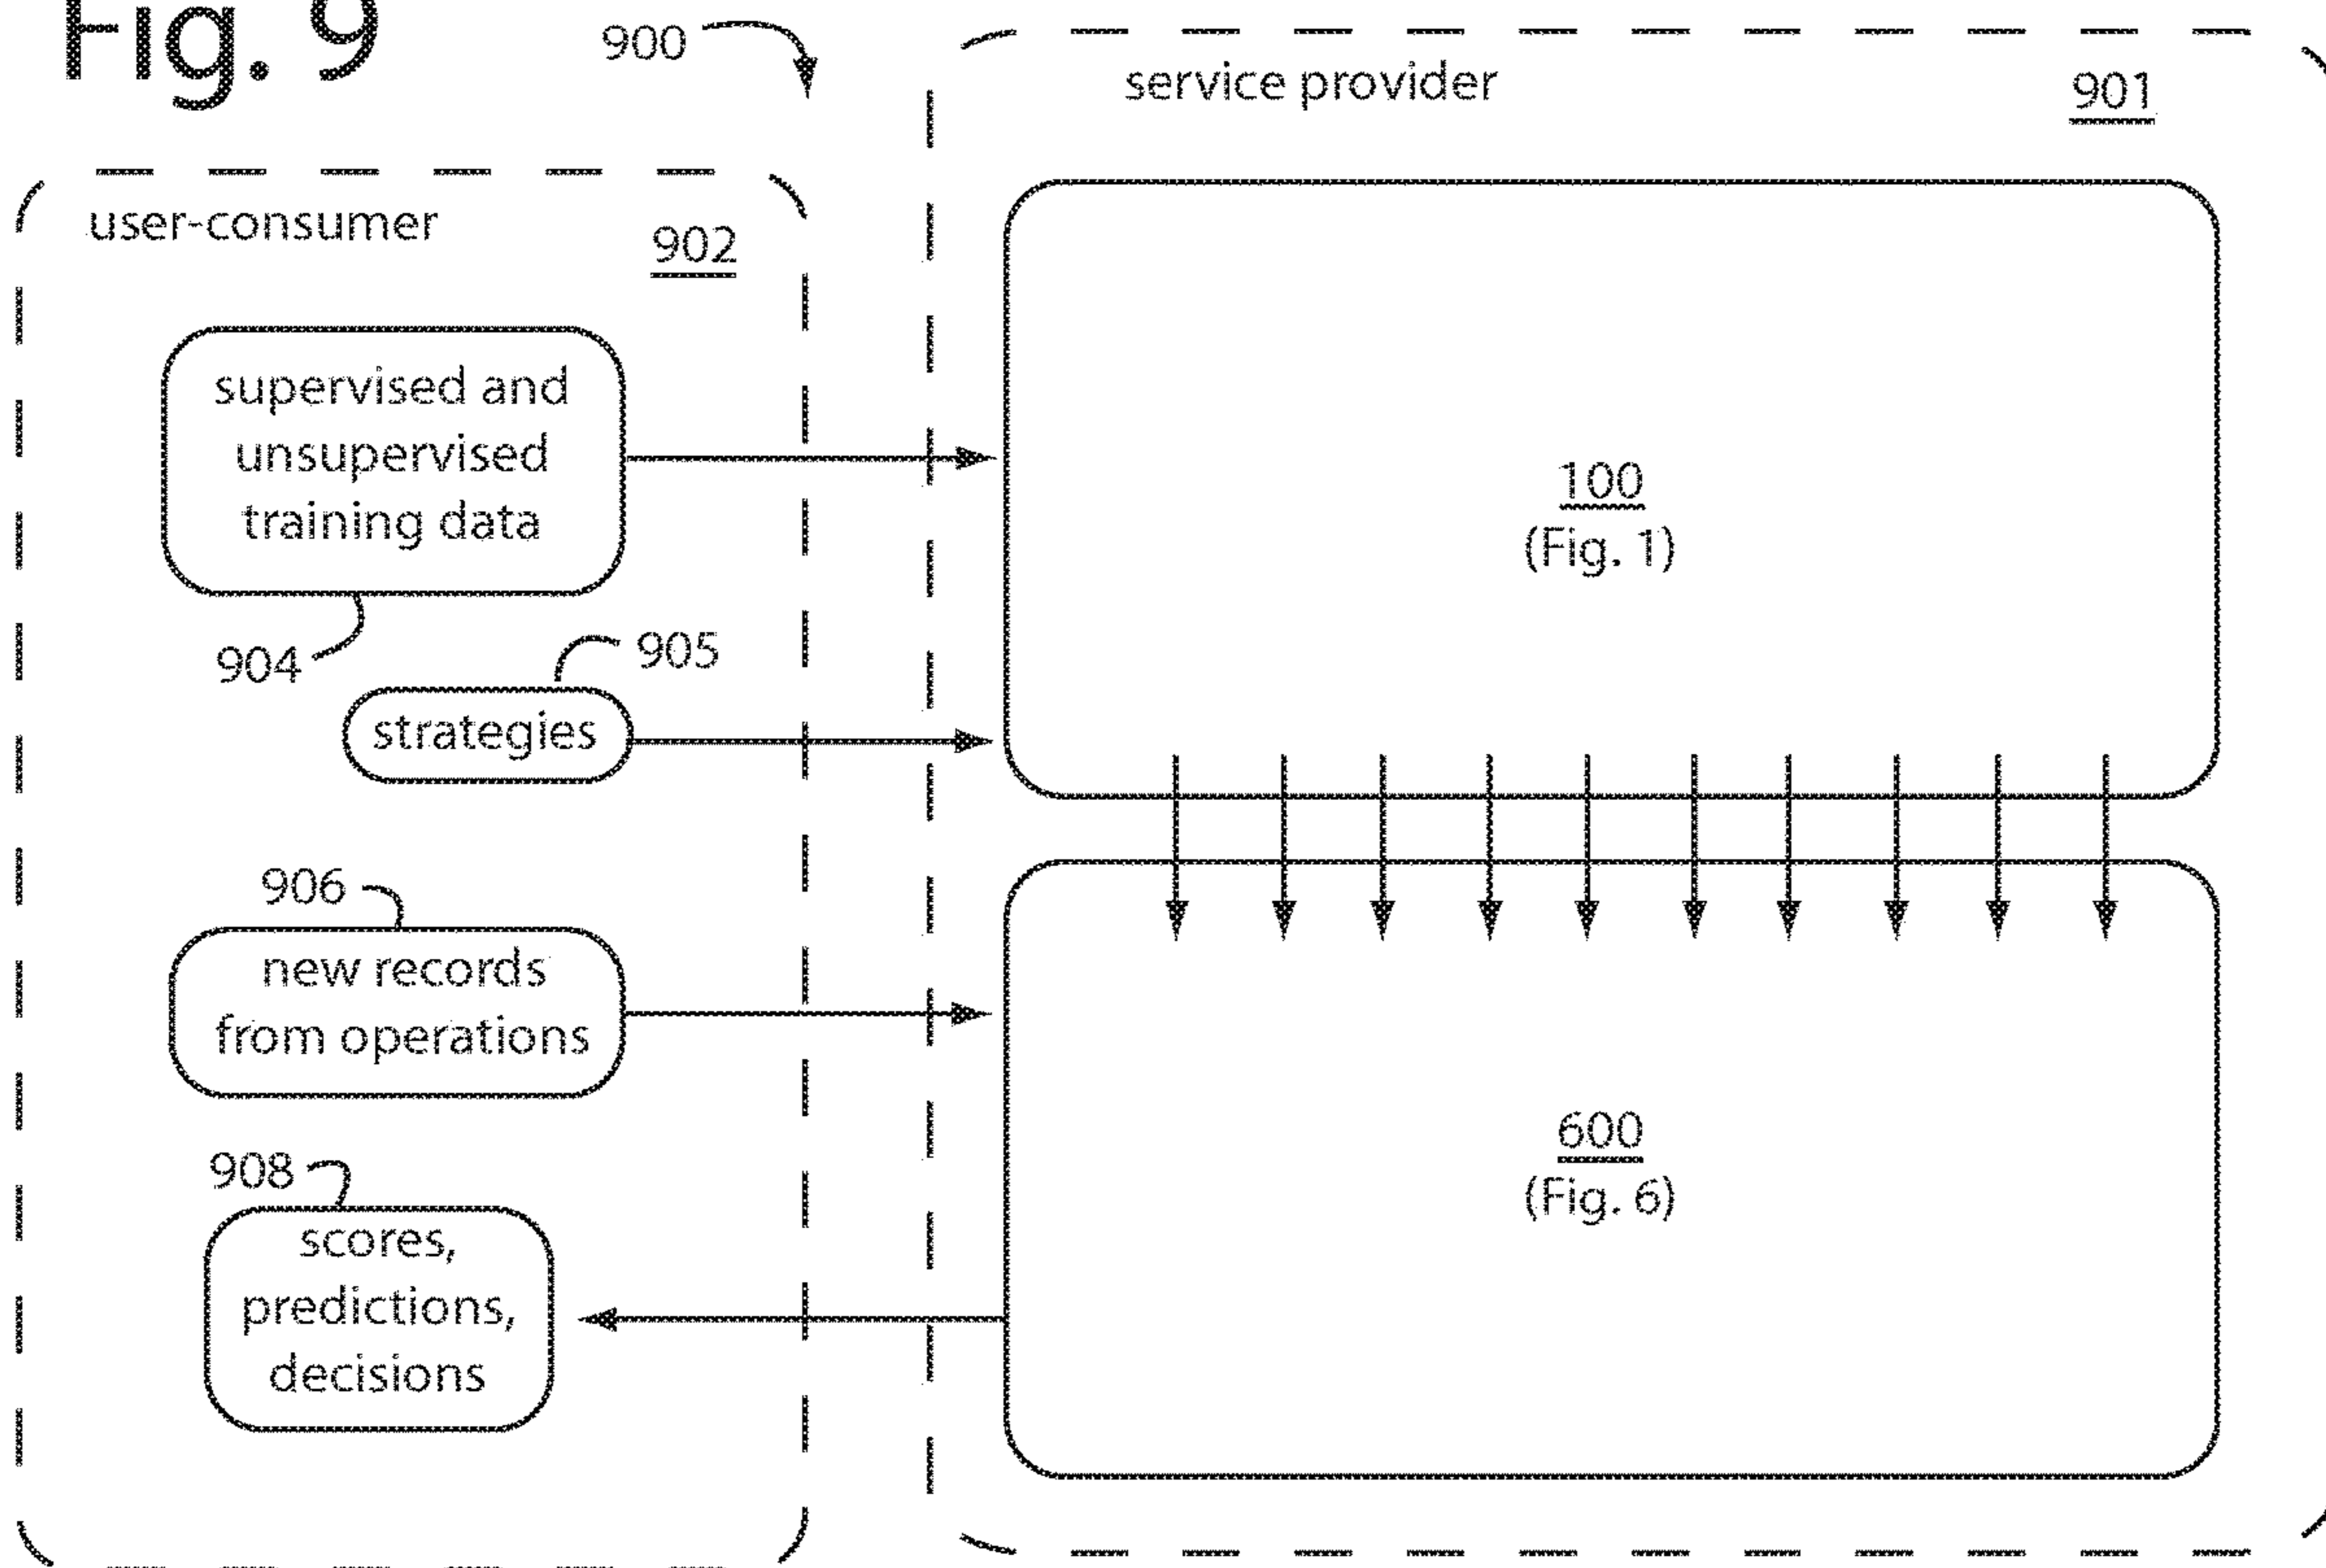 Fig. 9
900
service provider
901
user-consumer
902
supervised and
unsupervised
training data
904
905
strategies
100
(Fig. 1)
906
new records
from operations
908
scores,
predictions,
decisions
600
(Fig. 6)